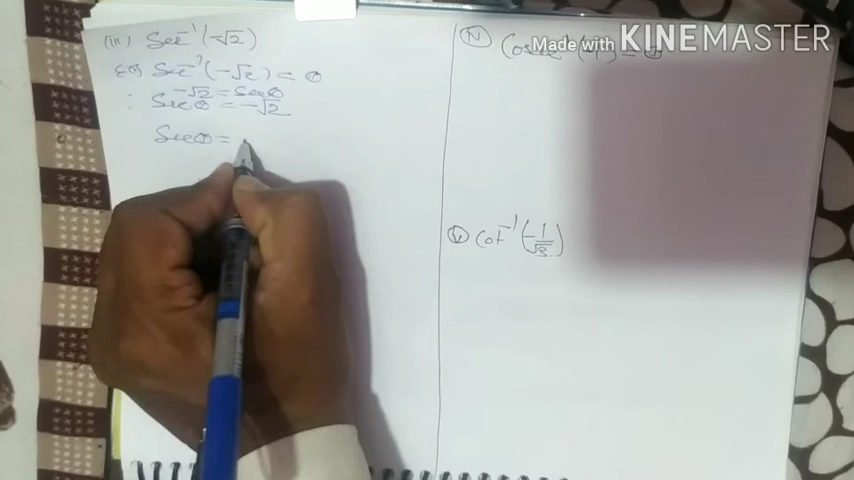 (iii) Sec⁻¹(-√2)
Sec⁻¹(-√2) = θ
-√2 = Secθ
∴ Secθ = -√2
Secθ =
(iv) Cosec⁻¹
Made with KINEMASTER
(v) Cot⁻¹(-1/√3)